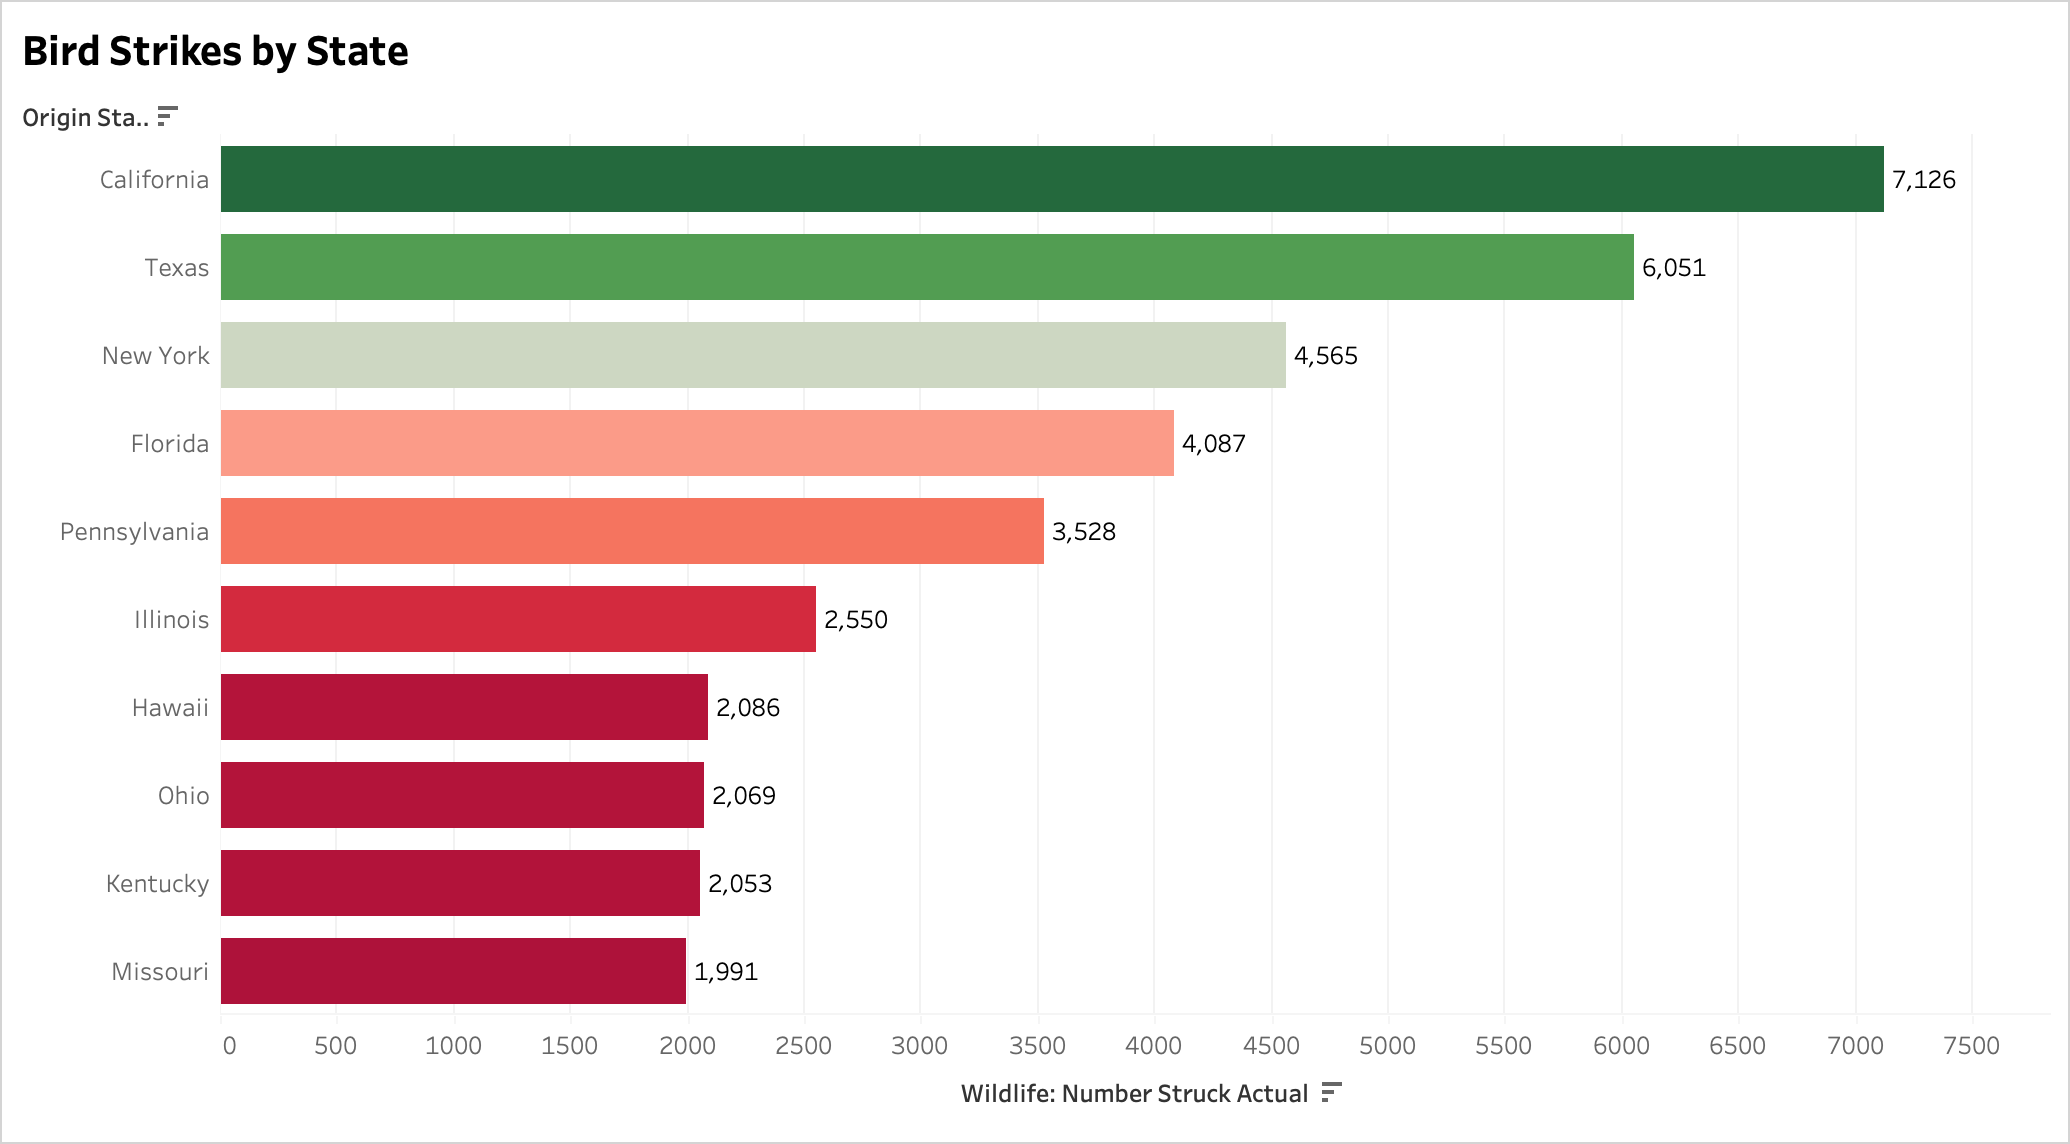 Bird Strikes by State
Origin Sta..
California 7,126
Texas 6,051
New York 4,565
Florida 4,087
Pennsylvania 3,528
Illinois 2,550
Hawaii 2,086
Ohio 2,069
Kentucky 2,053
Missouri 1,991
0 500 1000 1500 2000 2500 3000 3500 4000 4500 5000 5500 6000 6500 7000 7500
Wildlife: Number Struck Actual